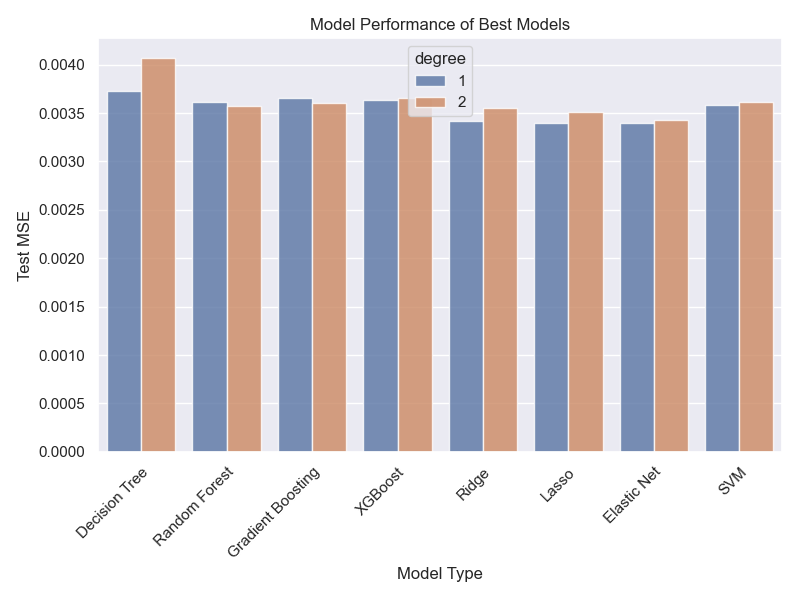 Model Performance of Best Models
degree
1
2
0.0040
0.0035
0.0030
0.0025
0.0020
0.0015
0.0010
0.0005
0.0000
Test MSE
Decision Tree
Random Forest
Gradient Boosting
XGBoost
Ridge
Lasso
Elastic Net
SVM
Model Type